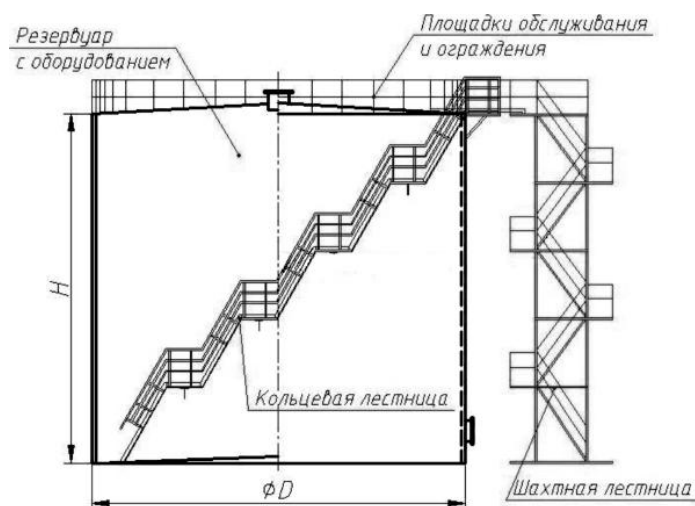 Резервуар
с оборудованием
Площадки обслуживания
и ограждения
H
Кольцевая лестница
ϕD
Шахтная лестница